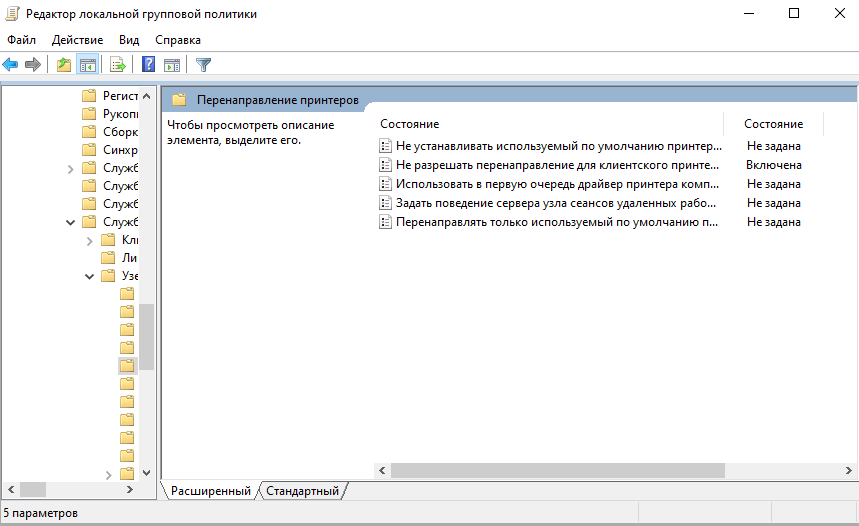 Редактор локальной групповой политики
Файл Действие Вид Справка
Регист
Рукопи
Сборк
Синхр
Служб
Служб
Служб
Служб
Кли
Ли
Узе
Перенаправление принтеров
Чтобы просмотреть описание
элемента, выделите его.
Состояние Состояние
Не устанавливать используемый по умолчанию принтер... Не задана
Не разрешать перенаправление для клиентского принте... Включена
Использовать в первую очередь драйвер принтера комп... Не задана
Задать поведение сервера узла сеансов удаленных рабо... Не задана
Перенаправлять только используемый по умолчанию п... Не задана
Расширенный Стандартный
5 параметров